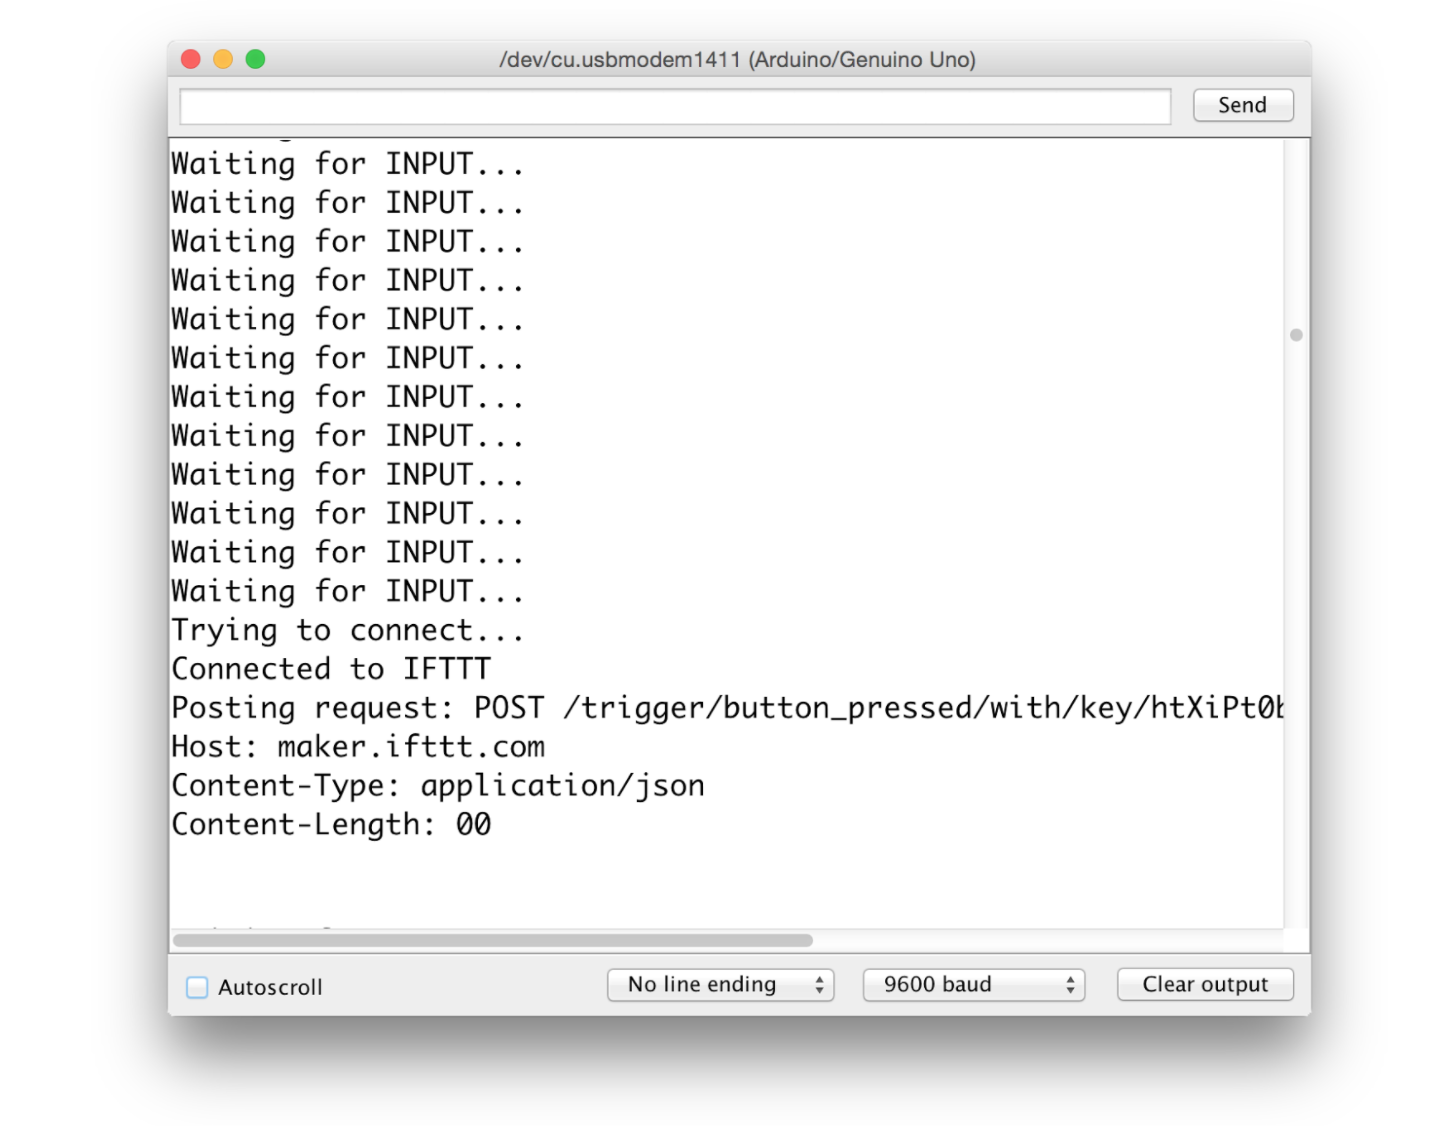 /dev/cu.usbmodem1411 (Arduino/Genuino Uno)
Send
Waiting for INPUT...
Waiting for INPUT...
Waiting for INPUT...
Waiting for INPUT...
Waiting for INPUT...
Waiting for INPUT...
Waiting for INPUT...
Waiting for INPUT...
Waiting for INPUT...
Waiting for INPUT...
Waiting for INPUT...
Waiting for INPUT...
Trying to connect...
Connected to IFTTT
Posting request: POST /trigger/button_pressed/with/key/htXiPt0b
Host: maker.ifttt.com
Content-Type: application/json
Content-Length: 00
Autoscroll
No line ending
9600 baud
Clear output